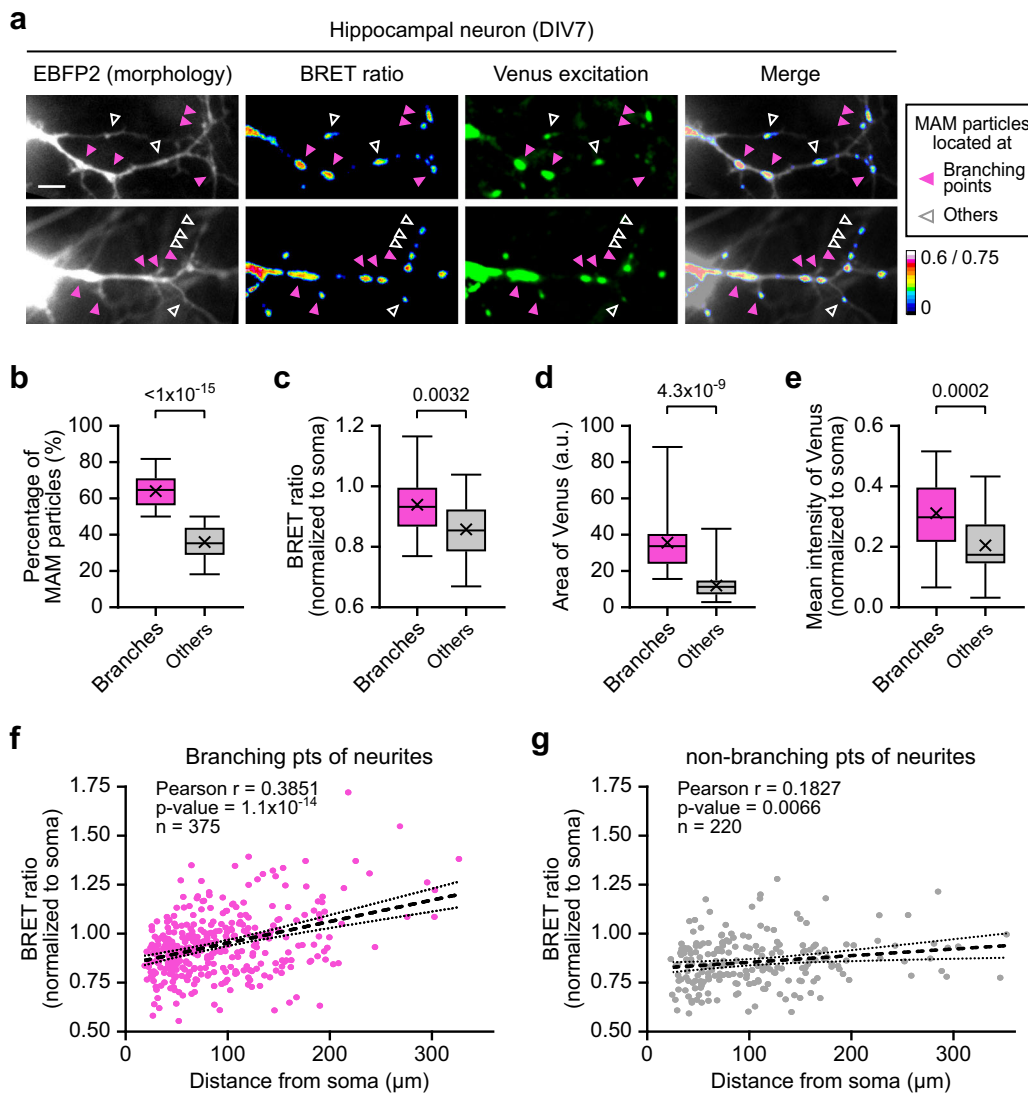 a
Hippocampal neuron (DIV7)
EBFP2 (morphology)
BRET ratio
Venus excitation
Merge
MAM particles
located at
Branching
points
Others
0.6 / 0.75
0
b
<1x10-15
Percentage of
MAM particles (%)
100
80
60
40
20
0
Branches
Others
c
0.0032
BRET ratio
(normalized to soma)
1.2
1.0
0.8
0.6
Branches
Others
d
4.3x10-9
Area of Venus (a.u.)
100
80
60
40
20
0
Branches
Others
e
0.0002
Mean intensity of Venus
(normalized to soma)
0.6
0.4
0.2
0.0
Branches
Others
f
Branching pts of neurites
Pearson r = 0.3851
p-value = 1.1x10-14
n = 375
BRET ratio
(normalized to soma)
1.75
1.50
1.25
1.00
0.75
0.50
0
100
200
300
Distance from soma (µm)
g
non-branching pts of neurites
Pearson r = 0.1827
p-value = 0.0066
n = 220
BRET ratio
(normalized to soma)
1.75
1.50
1.25
1.00
0.75
0.50
0
100
200
300
Distance from soma (µm)